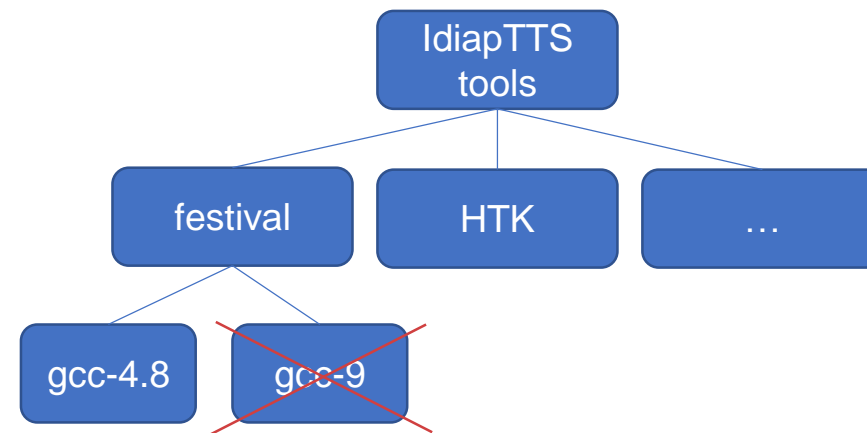 IdiapTTS
tools
festival
HTK
…
gcc-4.8
gcc-9